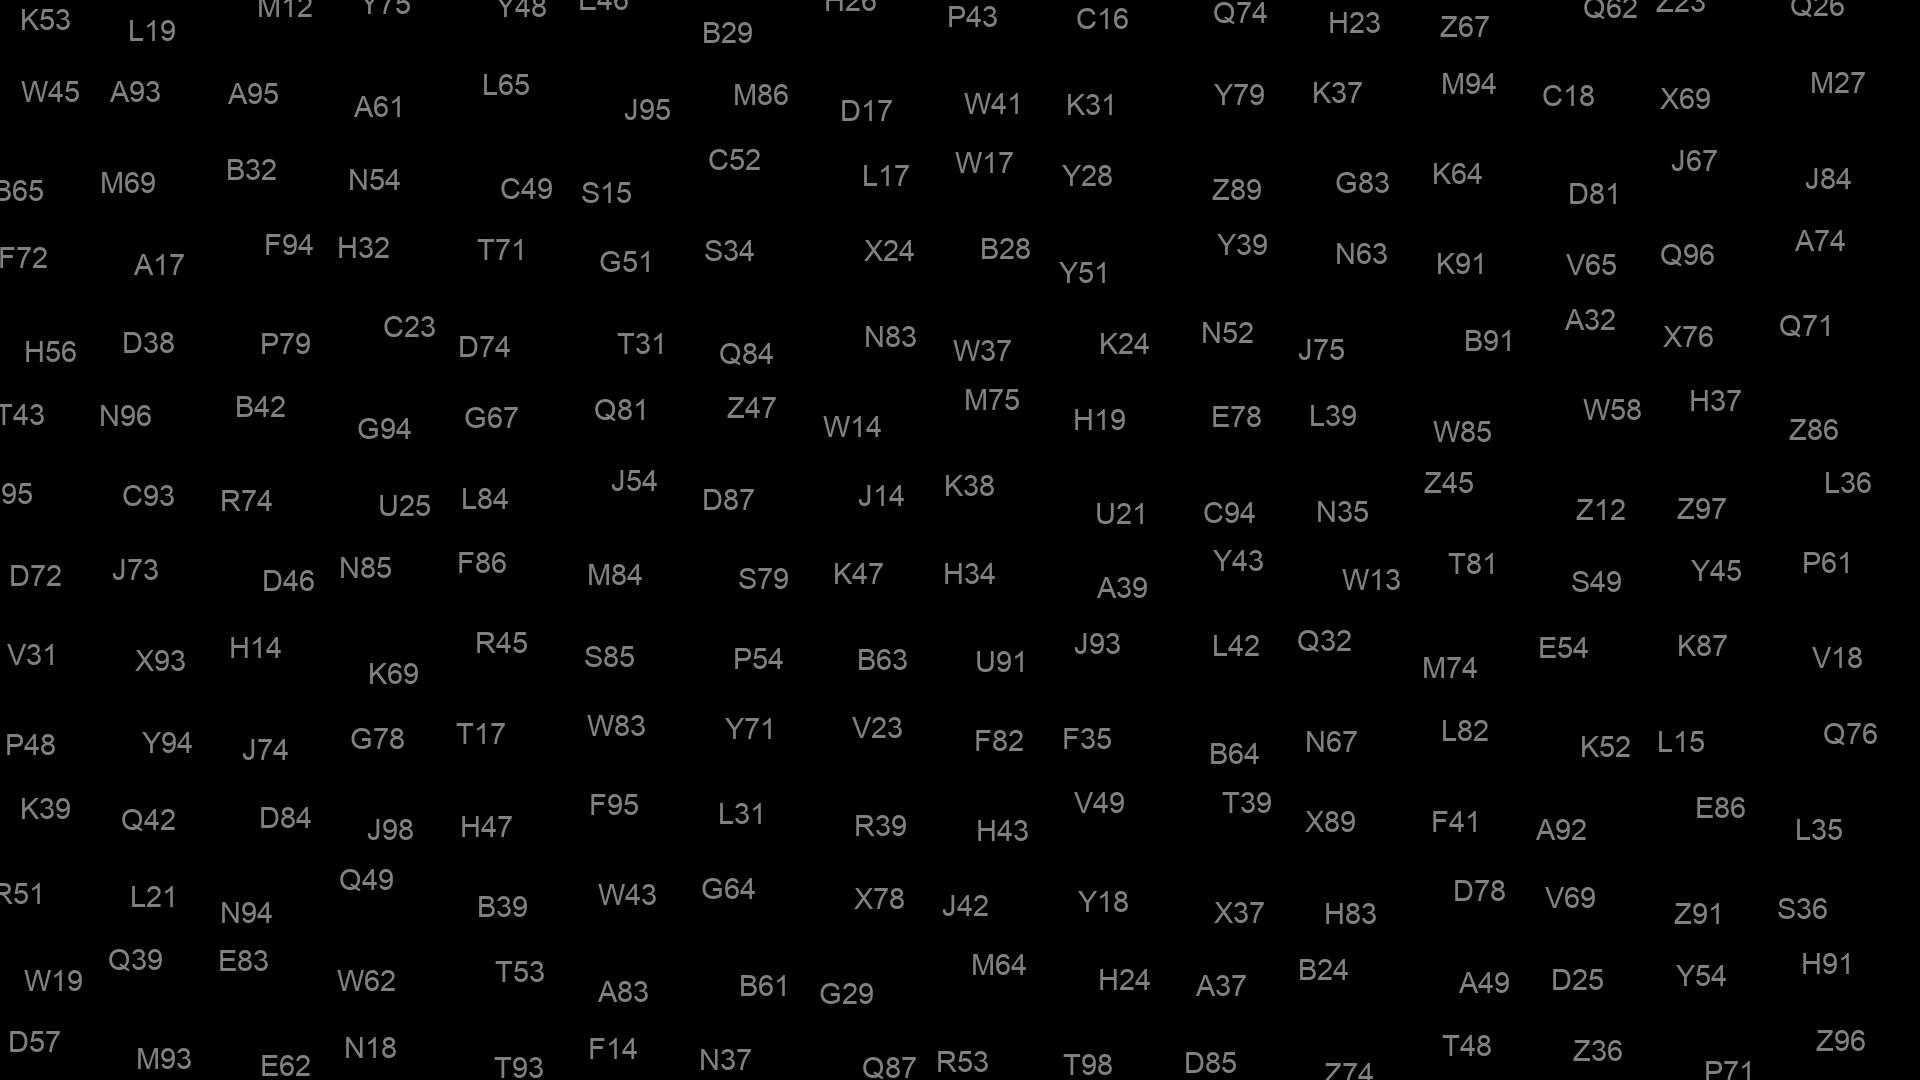 K53 L19 M12 Y75 Y48 E46 B29 H26 P43 C16 Q74 H23 Z67 Q62 Z23 Q26
W45 A93 A95 A61 L65 J95 M86 D17 W41 K31 Y79 K37 M94 C18 X69 M27
B65 M69 B32 N54 C49 S15 C52 L17 W17 Y28 Z89 G83 K64 D81 J67 J84
F72 A17 F94 H32 T71 G51 S34 X24 B28 Y51 Y39 N63 K91 V65 Q96 A74
H56 D38 P79 C23 D74 T31 Q84 N83 W37 K24 N52 J75 B91 A32 X76 Q71
T43 N96 B42 G94 G67 Q81 Z47 W14 M75 H19 E78 L39 W85 W58 H37 Z86
95 C93 R74 U25 L84 J54 D87 J14 K38 U21 C94 N35 Z45 Z12 Z97 L36
D72 J73 D46 N85 F86 M84 S79 K47 H34 A39 Y43 W13 T81 S49 Y45 P61
V31 X93 H14 K69 R45 S85 P54 B63 U91 J93 L42 Q32 M74 E54 K87 V18
P48 Y94 J74 G78 T17 W83 Y71 V23 F82 F35 B64 N67 L82 K52 L15 Q76
K39 Q42 D84 J98 H47 F95 L31 R39 H43 V49 T39 X89 F41 A92 E86 L35
R51 L21 N94 Q49 B39 W43 G64 X78 J42 Y18 X37 H83 D78 V69 Z91 S36
W19 Q39 E83 W62 T53 A83 B61 G29 M64 H24 A37 B24 A49 D25 Y54 H91
D57 M93 E62 N18 T93 F14 N37 Q87 R53 T98 D85 Z74 T48 Z36 P71 Z96